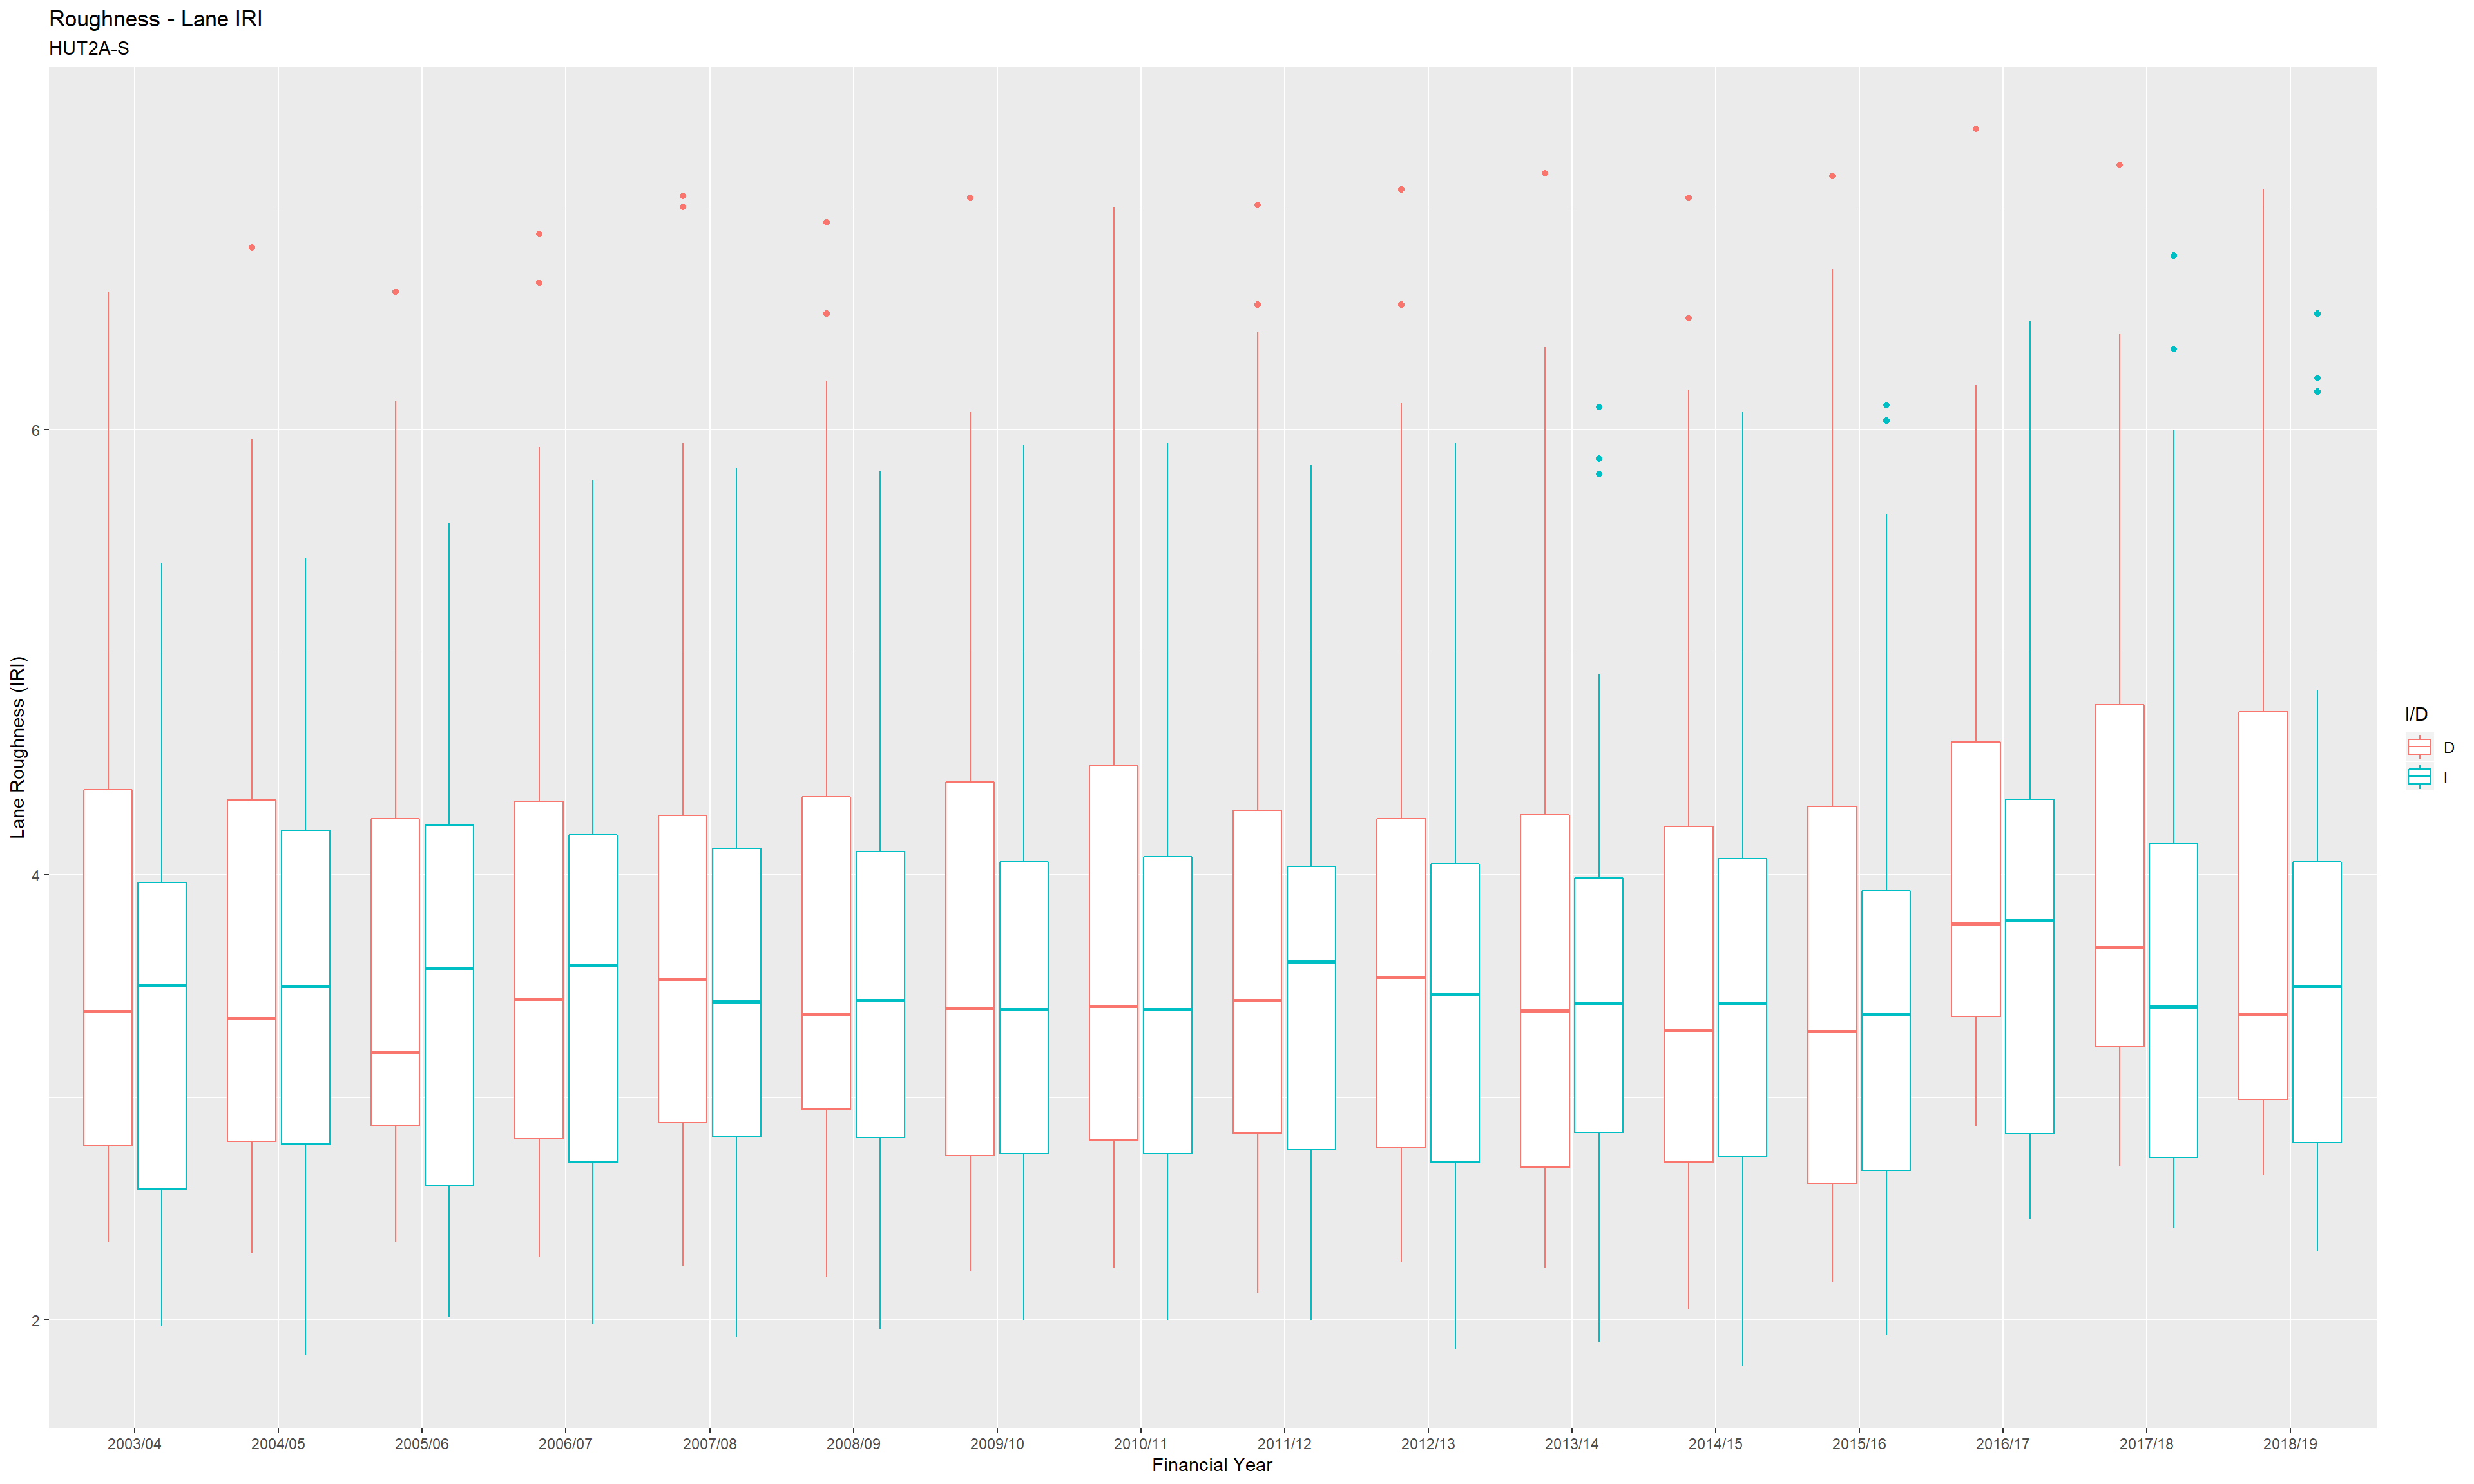 Roughness - Lane IRI
HUT2A-S
Lane Roughness (IRI)
6
4
2
2003/04
2004/05
2005/06
2006/07
2007/08
2008/09
2009/10
2010/11
2011/12
2012/13
2013/14
2014/15
2015/16
2016/17
2017/18
2018/19
Financial Year
I/D
D
I